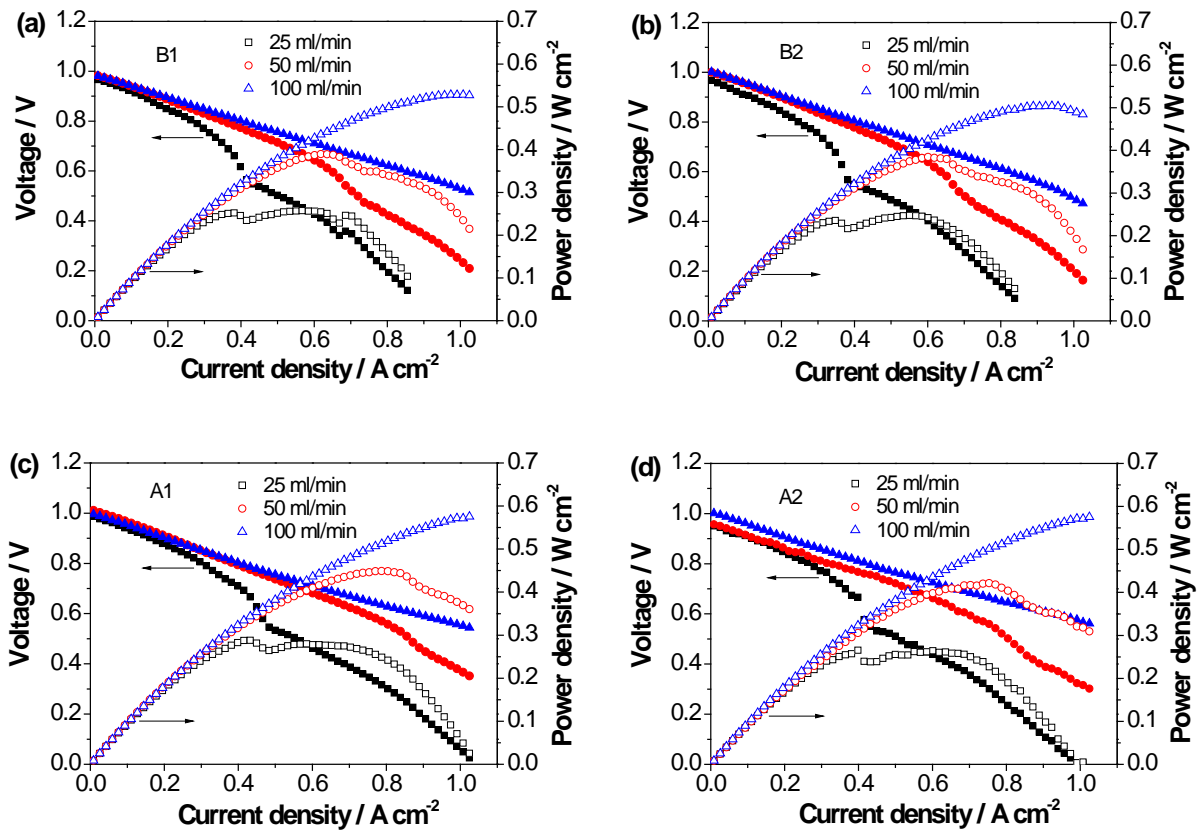 (a)
B1
25 ml/min
50 ml/min
100 ml/min
1.2
1.0
0.8
0.6
0.4
0.2
0.0
Voltage / V
0.7
0.6
0.5
0.4
0.3
0.2
0.1
0.0
Power density / W cm⁻²
0.0 0.2 0.4 0.6 0.8 1.0
Current density / A cm⁻²
(b)
B2
25 ml/min
50 ml/min
100 ml/min
1.2
1.0
0.8
0.6
0.4
0.2
0.0
Voltage / V
0.7
0.6
0.5
0.4
0.3
0.2
0.1
0.0
Power density / W cm⁻²
0.0 0.2 0.4 0.6 0.8 1.0
Current density / A cm⁻²
(c)
A1
25 ml/min
50 ml/min
100 ml/min
1.2
1.0
0.8
0.6
0.4
0.2
0.0
Voltage / V
0.7
0.6
0.5
0.4
0.3
0.2
0.1
0.0
Power density / W cm⁻²
0.0 0.2 0.4 0.6 0.8 1.0
Current density / A cm⁻²
(d)
A2
25 ml/min
50 ml/min
100 ml/min
1.2
1.0
0.8
0.6
0.4
0.2
0.0
Voltage / V
0.7
0.6
0.5
0.4
0.3
0.2
0.1
0.0
Power density / W cm⁻²
0.0 0.2 0.4 0.6 0.8 1.0
Current density / A cm⁻²